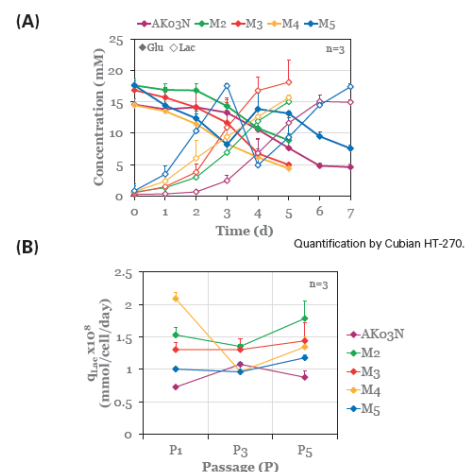 (A)
AK03N M2 M3 M4 M5
Glu Lac
n=3
Concentration (mM)
25
20
15
10
5
0
0 1 2 3 4 5 6 7
Time (d)
Quantification by Cubian HT-270.
(B)
n=3
qLac x10⁸
(mmol/cell/day)
2.5
2
1.5
1
0.5
0
P1 P3 P5
Passage (P)
AK03N
M2
M3
M4
M5